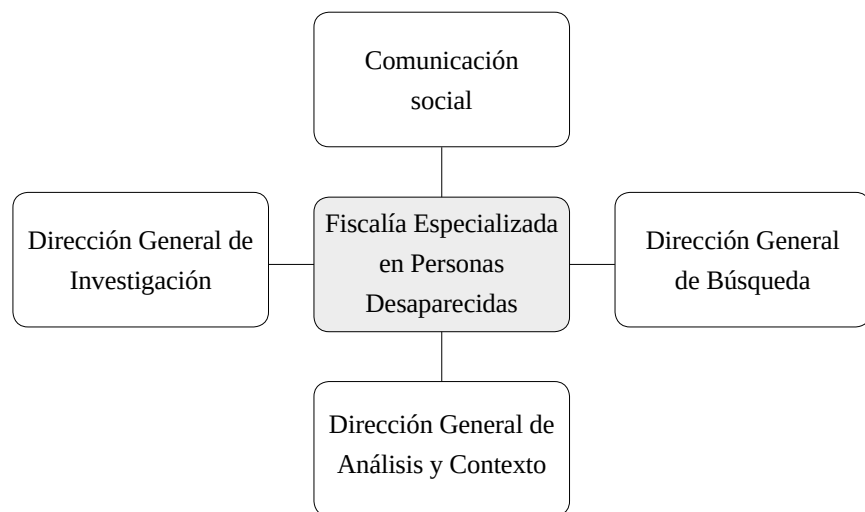 Comunicación
social
Dirección General de
Investigación
Fiscalía Especializada
en Personas
Desaparecidas
Dirección General
de Búsqueda
Dirección General de
Análisis y Contexto